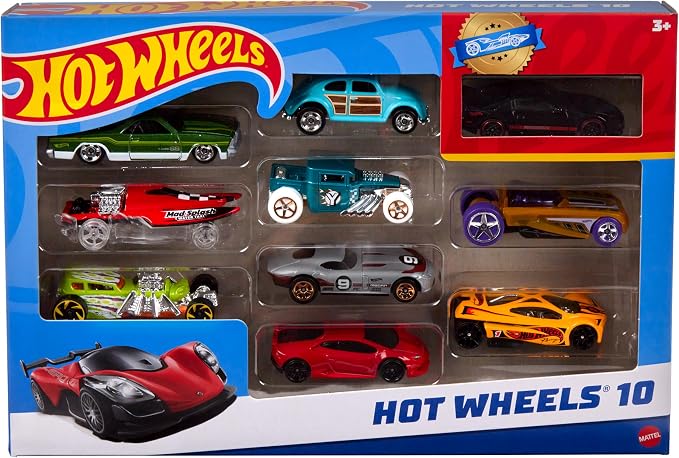 HOT WHEELS
3+
Mad Splash
9
HOT WHEELS® 10
MATTEL